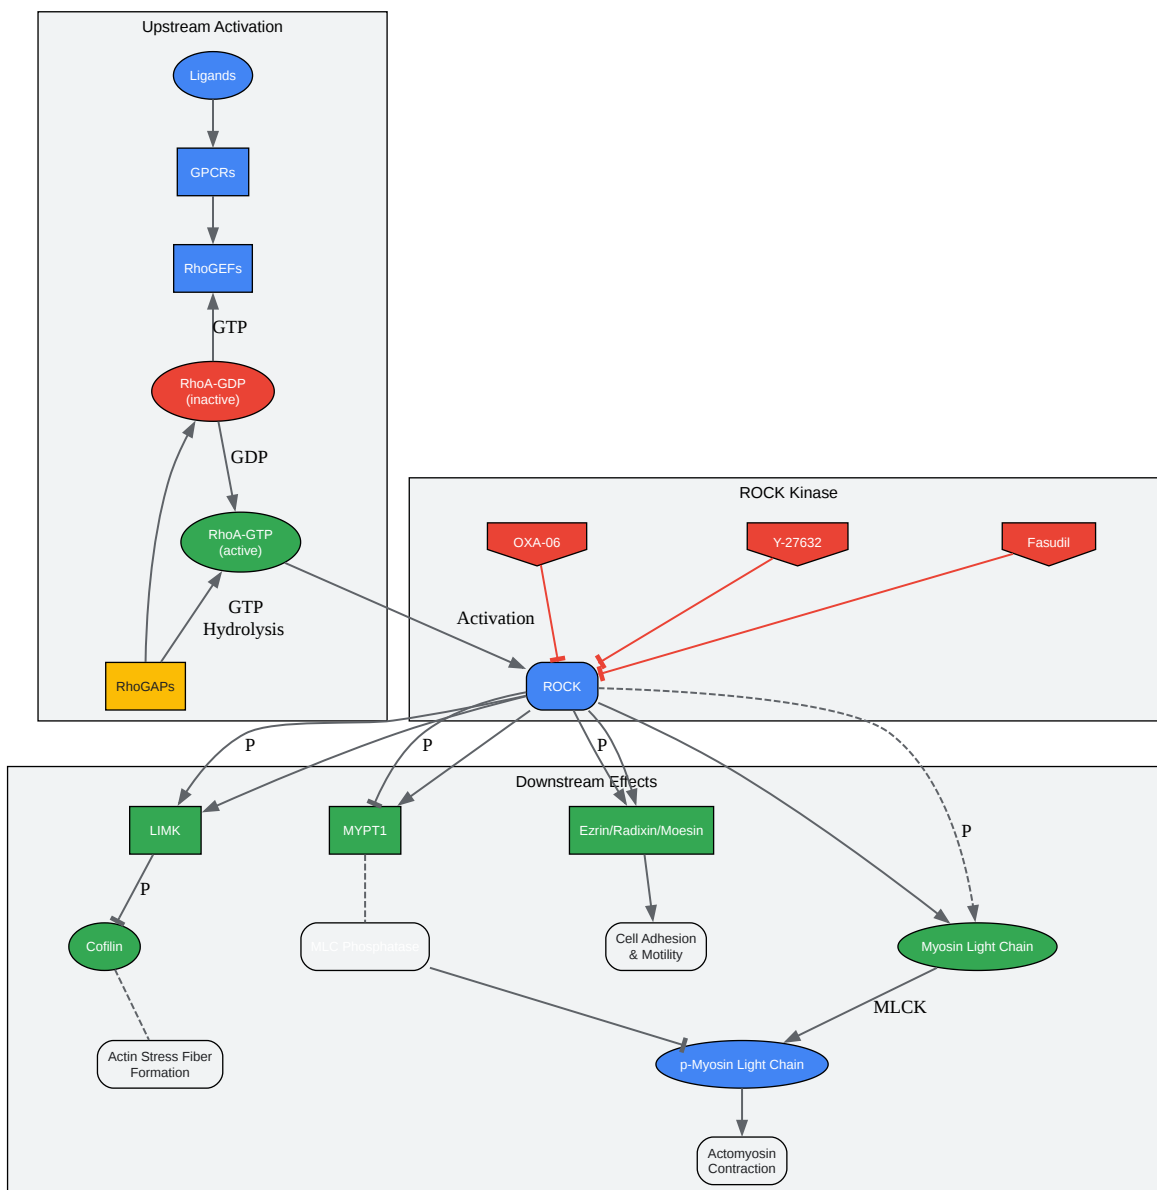 Upstream Activation
Ligands
GPCRs
RhoGEFs
GTP
RhoA-GDP
(inactive)
GDP
RhoA-GTP
(active)
GTP
Hydrolysis
RhoGAPs
Activation
ROCK Kinase
OXA-06
Y-27632
Fasudil
ROCK
P
P
P
Downstream Effects
LIMK
MYPT1
Ezrin/Radixin/Moesin
P
P
Cofilin
MLC Phosphatase
Cell Adhesion
& Motility
Myosin Light Chain
MLCK
Actin Stress Fiber
Formation
p-Myosin Light Chain
Actomyosin
Contraction